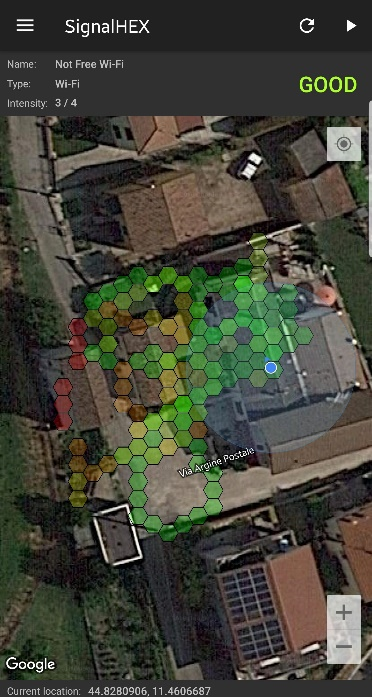 SignalHEX
Name: Not Free Wi-Fi
Type: Wi-Fi
GOOD
Intensity: 3 / 4
Via Argine Postale
+
−
Google
Current location: 44.8280906, 11.4606687